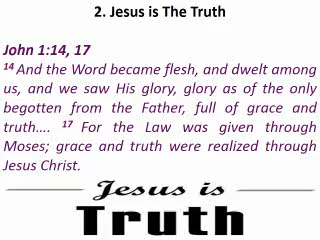 2. Jesus is The Truth
John 1:14, 17
14 And the Word became flesh, and dwelt among
us, and we saw His glory, glory as of the only
begotten from the Father, full of grace and
truth…. 17 For the Law was given through
Moses; grace and truth were realized through
Jesus Christ.
Jesus is
Truth